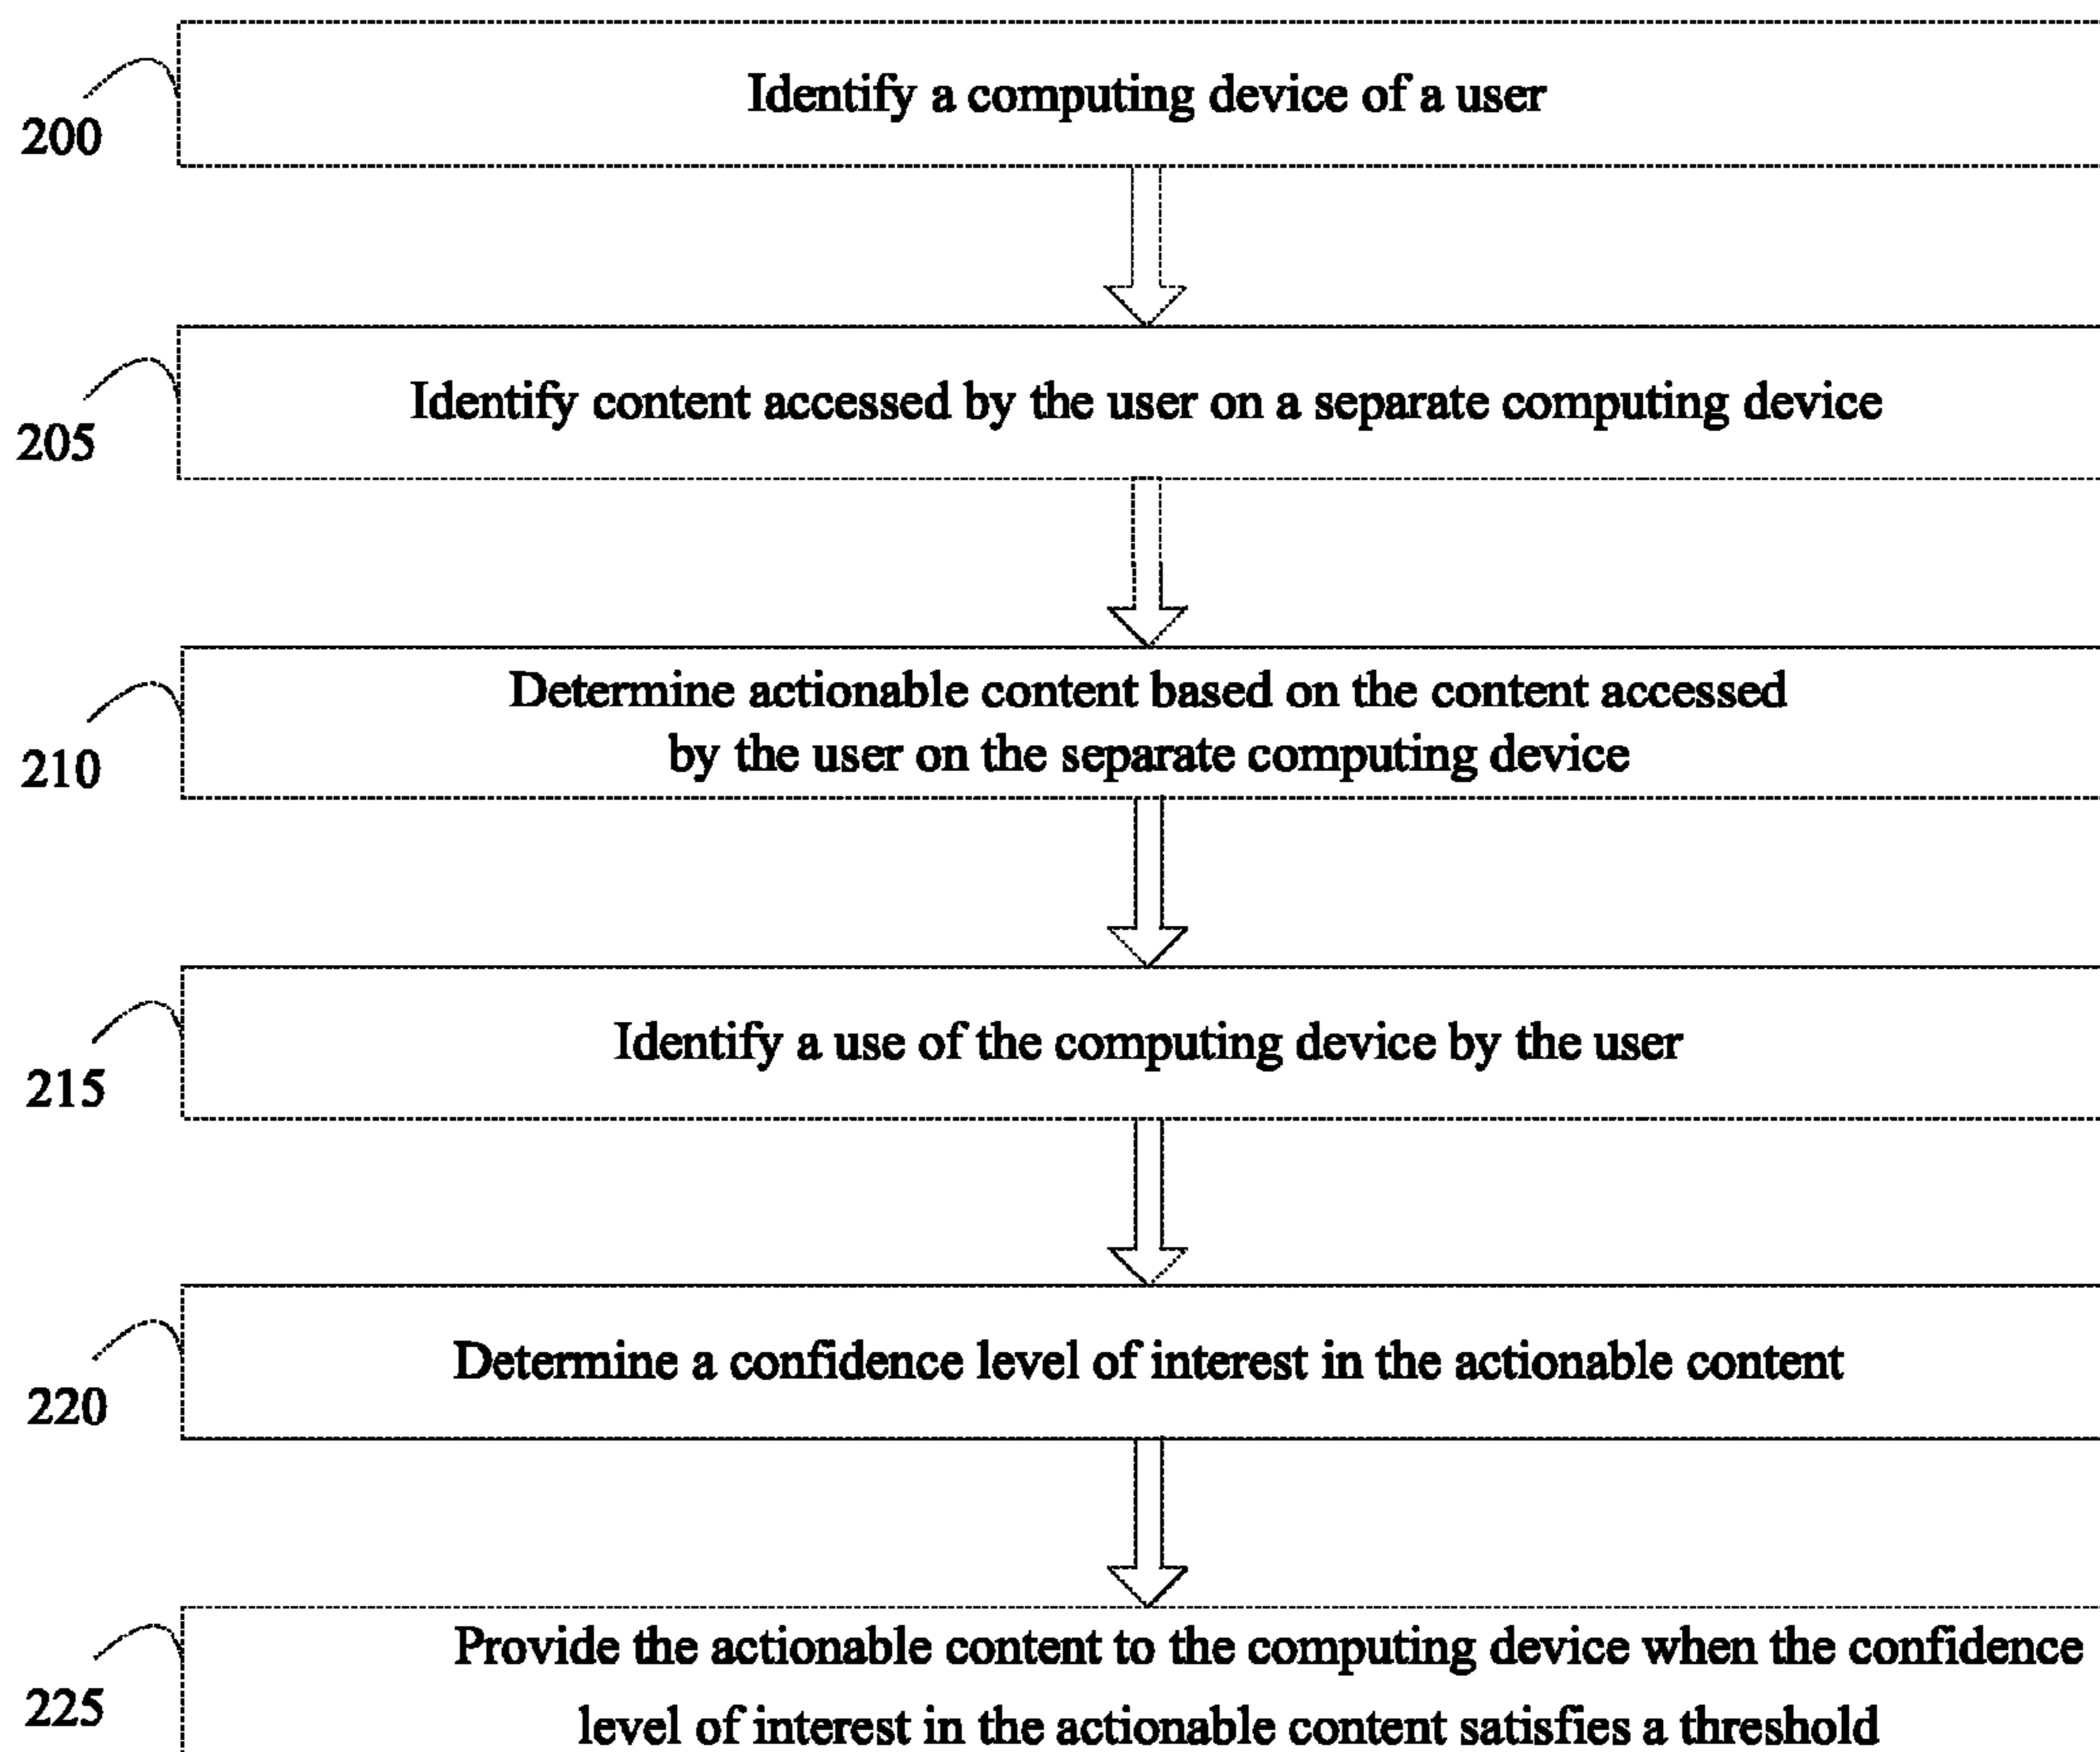 Identify a computing device of a user
200
Identify content accessed by the user on a separate computing device
205
Determine actionable content based on the content accessed
by the user on the separate computing device
210
Identify a use of the computing device by the user
215
Determine a confidence level of interest in the actionable content
220
Provide the actionable content to the computing device when the confidence
level of interest in the actionable content satisfies a threshold
225